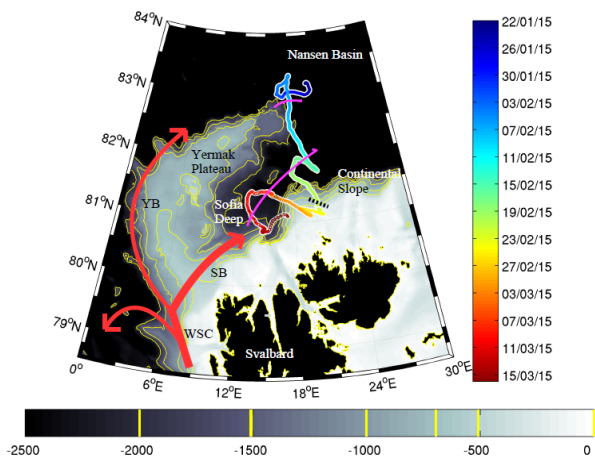 84°N
83°N
82°N
81°N
80°N
79°N
0°
6°E
12°E
18°E
24°E
30°E
Nansen Basin
Yermak
Plateau
Continental
Slope
Sofia
Deep
YB
SB
WSC
Svalbard
22/01/15
26/01/15
30/01/15
03/02/15
07/02/15
11/02/15
15/02/15
19/02/15
23/02/15
27/02/15
03/03/15
07/03/15
11/03/15
15/03/15
-2500
-2000
-1500
-1000
-500
0